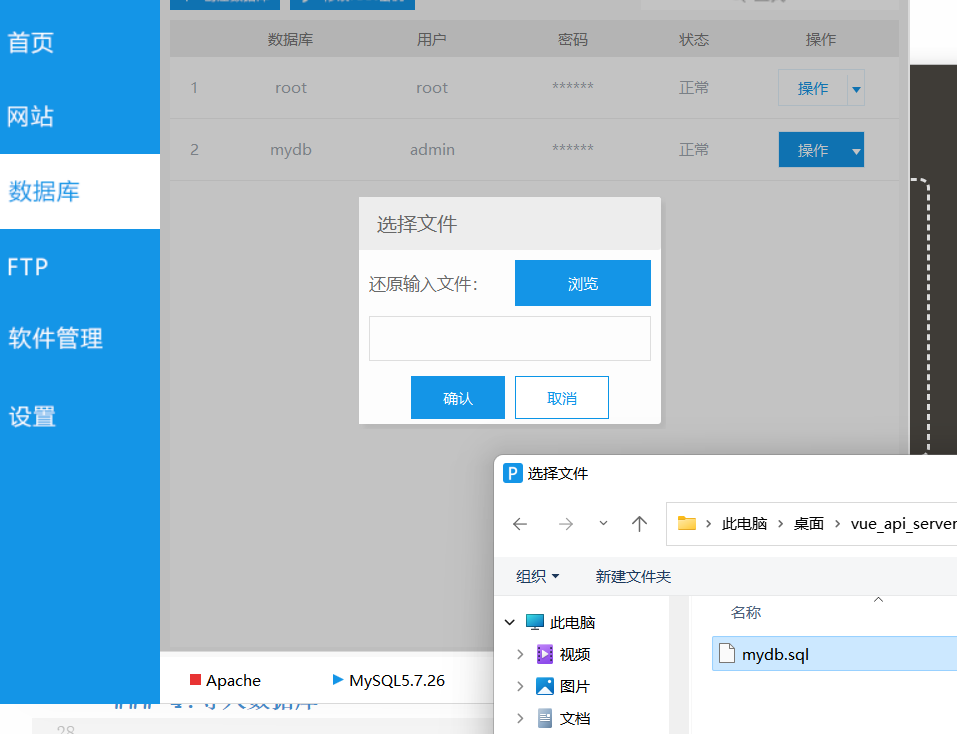 首页
网站
数据库
FTP
软件管理
设置
数据库 用户 密码 状态 操作
1 root root ****** 正常 操作
2 mydb admin ****** 正常 操作
选择文件
还原输入文件:
浏览
确认 取消
P 选择文件
此电脑 › 桌面 › vue_api_server
组织 新建文件夹
名称
此电脑
mydb.sql
视频
图片
文档
Apache MySQL5.7.26
28